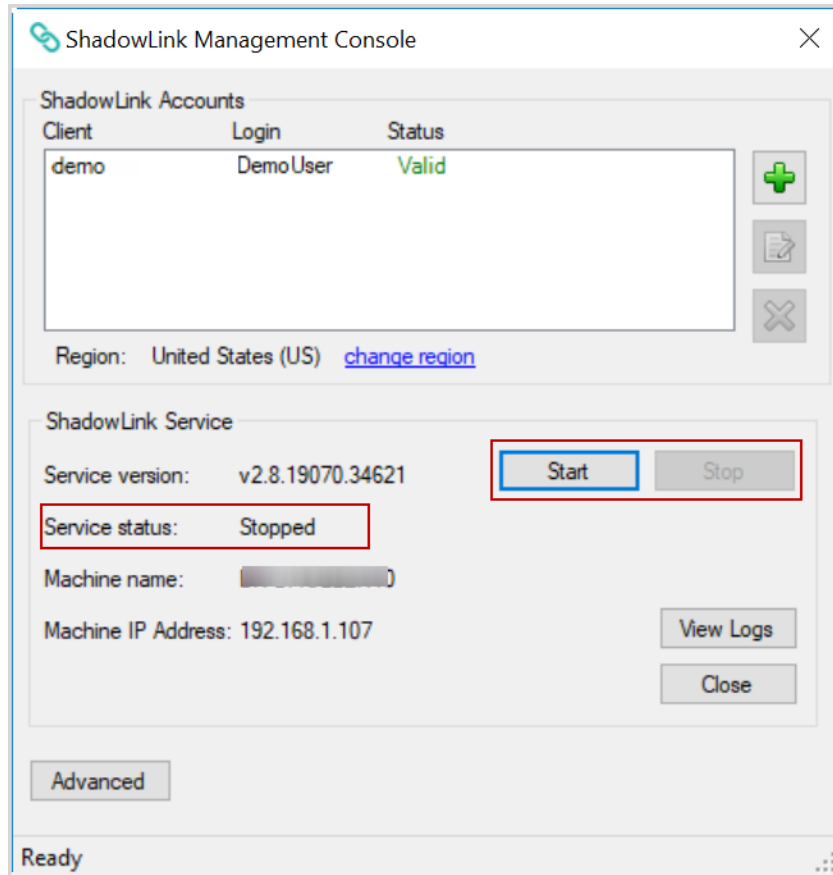 ShadowLink Management Console
ShadowLink Accounts
Client Login Status
demo DemoUser Valid
Region: United States (US) change region
ShadowLink Service
Service version: v2.8.19070.34621 Start Stop
Service status: Stopped
Machine name:
Machine IP Address: 192.168.1.107 View Logs
Close
Advanced
Ready